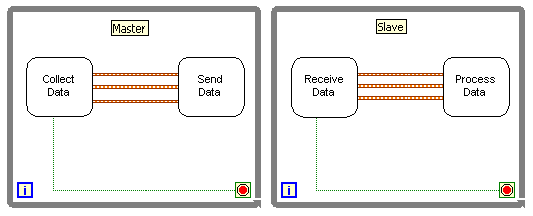 Master
Collect
Data
Send
Data
i
Slave
Receive
Data
Process
Data
i